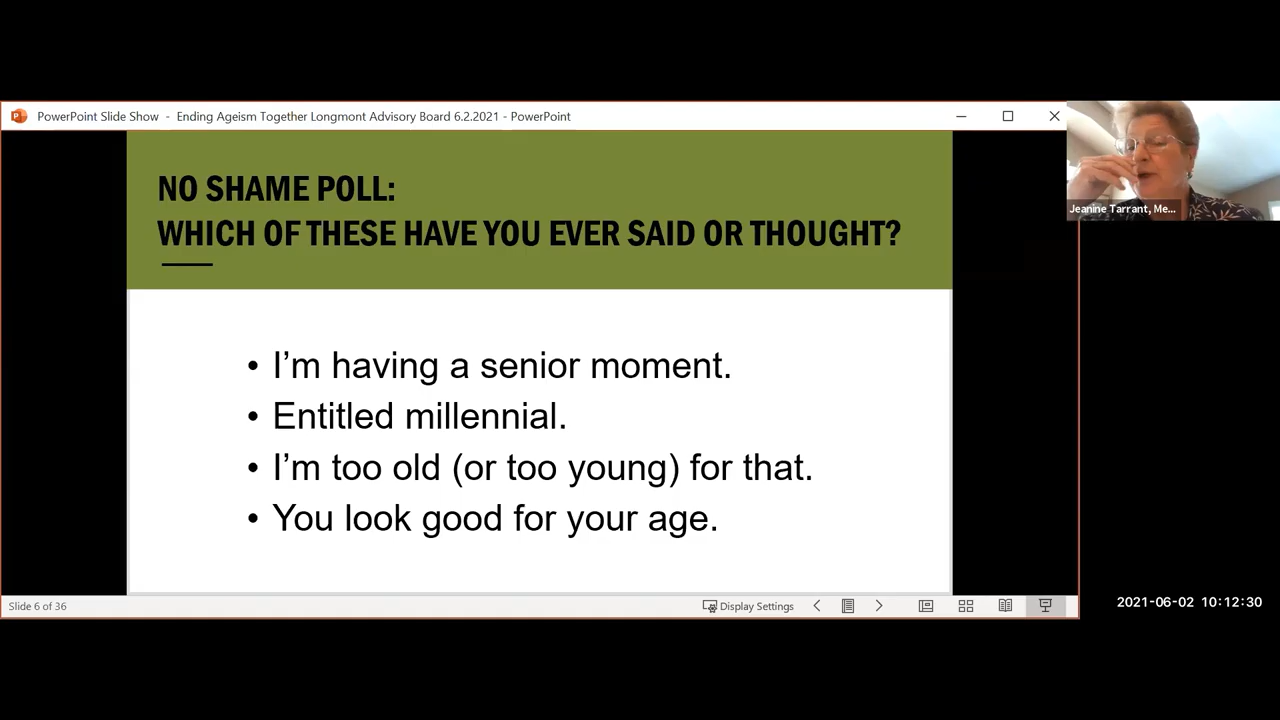 PowerPoint Slide Show - Ending Ageism Together Longmont Advisory Board 6.2.2021 - PowerPoint
NO SHAME POLL:
WHICH OF THESE HAVE YOU EVER SAID OR THOUGHT?
• I'm having a senior moment.
• Entitled millennial.
• I'm too old (or too young) for that.
• You look good for your age.
Jeanine Tarrant, Me...
Slide 6 of 36
Display Settings
2021-06-02 10:12:30